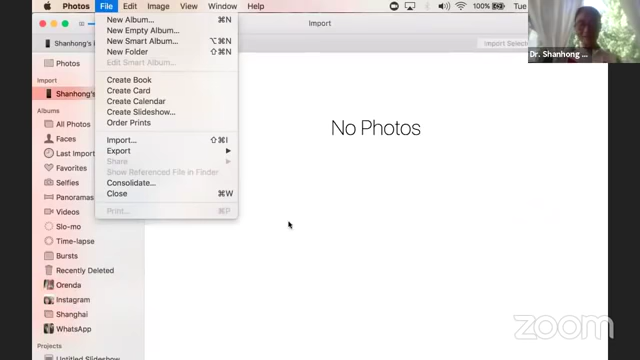 Photos File Edit Image View Window Help 100% Tue
Import
Shanhong's
Import Selec
Dr. Shanhong ...
Photos
Import
Shanhong's
Albums
All Photos
Faces
Last Import
Favorites
Selfies
Panoramas
Videos
Slo-mo
Time-lapse
Bursts
Recently Deleted
Orenda
Instagram
Shanghai
WhatsApp
Projects
Untitled Slideshow
New Album... ⌘N
New Empty Album...
New Smart Album... ⌥⌘N
New Folder ⇧⌘N
Edit Smart Album...
Create Book
Create Card
Create Calendar
Create Slideshow...
Order Prints
Import... ⇧⌘I
Export
Share
Show Referenced File in Finder
Consolidate...
Close ⌘W
Print... ⌘P
No Photos
zoom